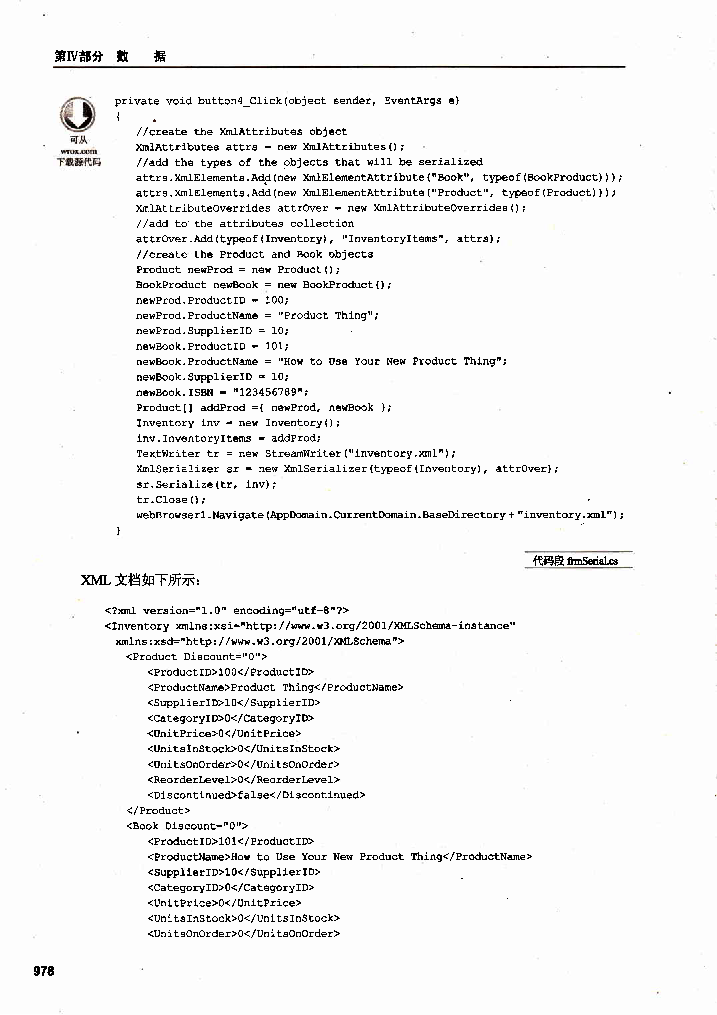 第Ⅳ部分 数 据
可从
wrox.com
下载源代码
private void button4_Click(object sender, EventArgs e)
{
//create the XmlAttributes object
XmlAttributes attrs = new XmlAttributes();
//add the types of the objects that will be serialized
attrs.XmlElements.Add(new XmlElementAttribute("Book", typeof(BookProduct)));
attrs.XmlElements.Add(new XmlElementAttribute("Product", typeof(Product)));
XmlAttributeOverrides attrOver = new XmlAttributeOverrides();
//add to the attributes collection
attrOver.Add(typeof(Inventory), "InventoryItems", attrs);
//create the Product and Book objects
Product newProd = new Product();
BookProduct newBook = new BookProduct();
newProd.ProductID = 100;
newProd.ProductName = "Product Thing";
newProd.SupplierID = 10;
newBook.ProductID = 101;
newBook.ProductName = "How to Use Your New Product Thing";
newBook.SupplierID = 10;
newBook.ISBN = "123456789";
Product[] addProd ={ newProd, newBook };
Inventory inv = new Inventory();
inv.InventoryItems = addProd;
TextWriter tr = new StreamWriter("inventory.xml");
XmlSerializer sr = new XmlSerializer(typeof(Inventory), attrOver);
sr.Serialize(tr, inv);
tr.Close();
webBrowser1.Navigate(AppDomain.CurrentDomain.BaseDirectory + "inventory.xml");
}
代码段 frmSerial.cs
XML 文档如下所示：
<?xml version="1.0" encoding="utf-8"?>
<Inventory xmlns:xsi="http://www.w3.org/2001/XMLSchema-instance"
xmlns:xsd="http://www.w3.org/2001/XMLSchema">
<Product Discount="0">
<ProductID>100</ProductID>
<ProductName>Product Thing</ProductName>
<SupplierID>10</SupplierID>
<CategoryID>0</CategoryID>
<UnitPrice>0</UnitPrice>
<UnitsInStock>0</UnitsInStock>
<UnitsOnOrder>0</UnitsOnOrder>
<ReorderLevel>0</ReorderLevel>
<Discontinued>false</Discontinued>
</Product>
<Book Discount="0">
<ProductID>101</ProductID>
<ProductName>How to Use Your New Product Thing</ProductName>
<SupplierID>10</SupplierID>
<CategoryID>0</CategoryID>
<UnitPrice>0</UnitPrice>
<UnitsInStock>0</UnitsInStock>
<UnitsOnOrder>0</UnitsOnOrder>
978